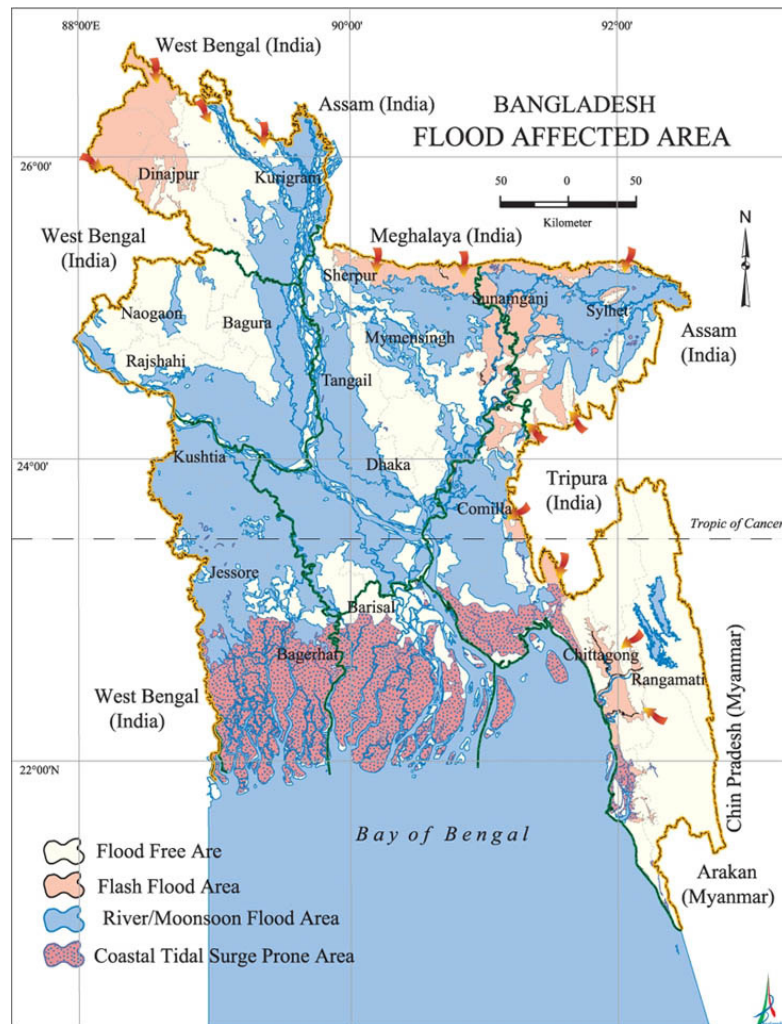 88°00'E
90°00'
92°00'
West Bengal (India)
Assam (India)
BANGLADESH
FLOOD AFFECTED AREA
26°00'
Dinajpur
Kurigram
50
0
50
Kilometer
N
West Bengal
(India)
Meghalaya (India)
Sherpur
Sunamganj
Sylhet
Naogaon
Bagura
Mymensingh
Assam
(India)
Rajshahi
Tangail
24°00'
Kushtia
Dhaka
Tripura
(India)
Comilla
Tropic of Cancer
Jessore
Barisal
Bagerhat
Chittagong
Rangamati
West Bengal
(India)
Chin Pradesh (Myanmar)
22°00'N
Bay of Bengal
Arakan
(Myanmar)
Flood Free Are
Flash Flood Area
River/Moonsoon Flood Area
Coastal Tidal Surge Prone Area